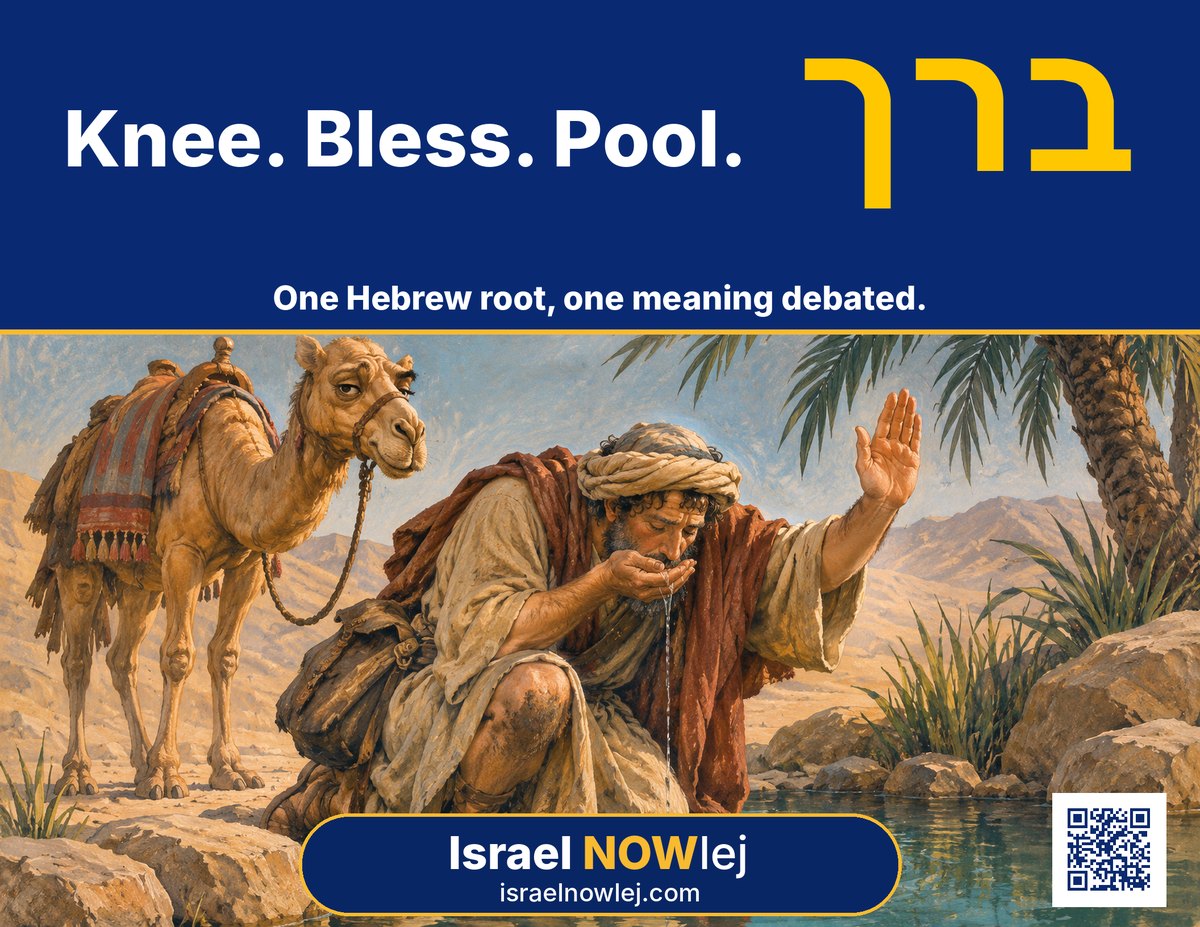 Knee. Bless. Pool.
ברך
One Hebrew root, one meaning debated.
Israel NOWlej
israelnowlej.com